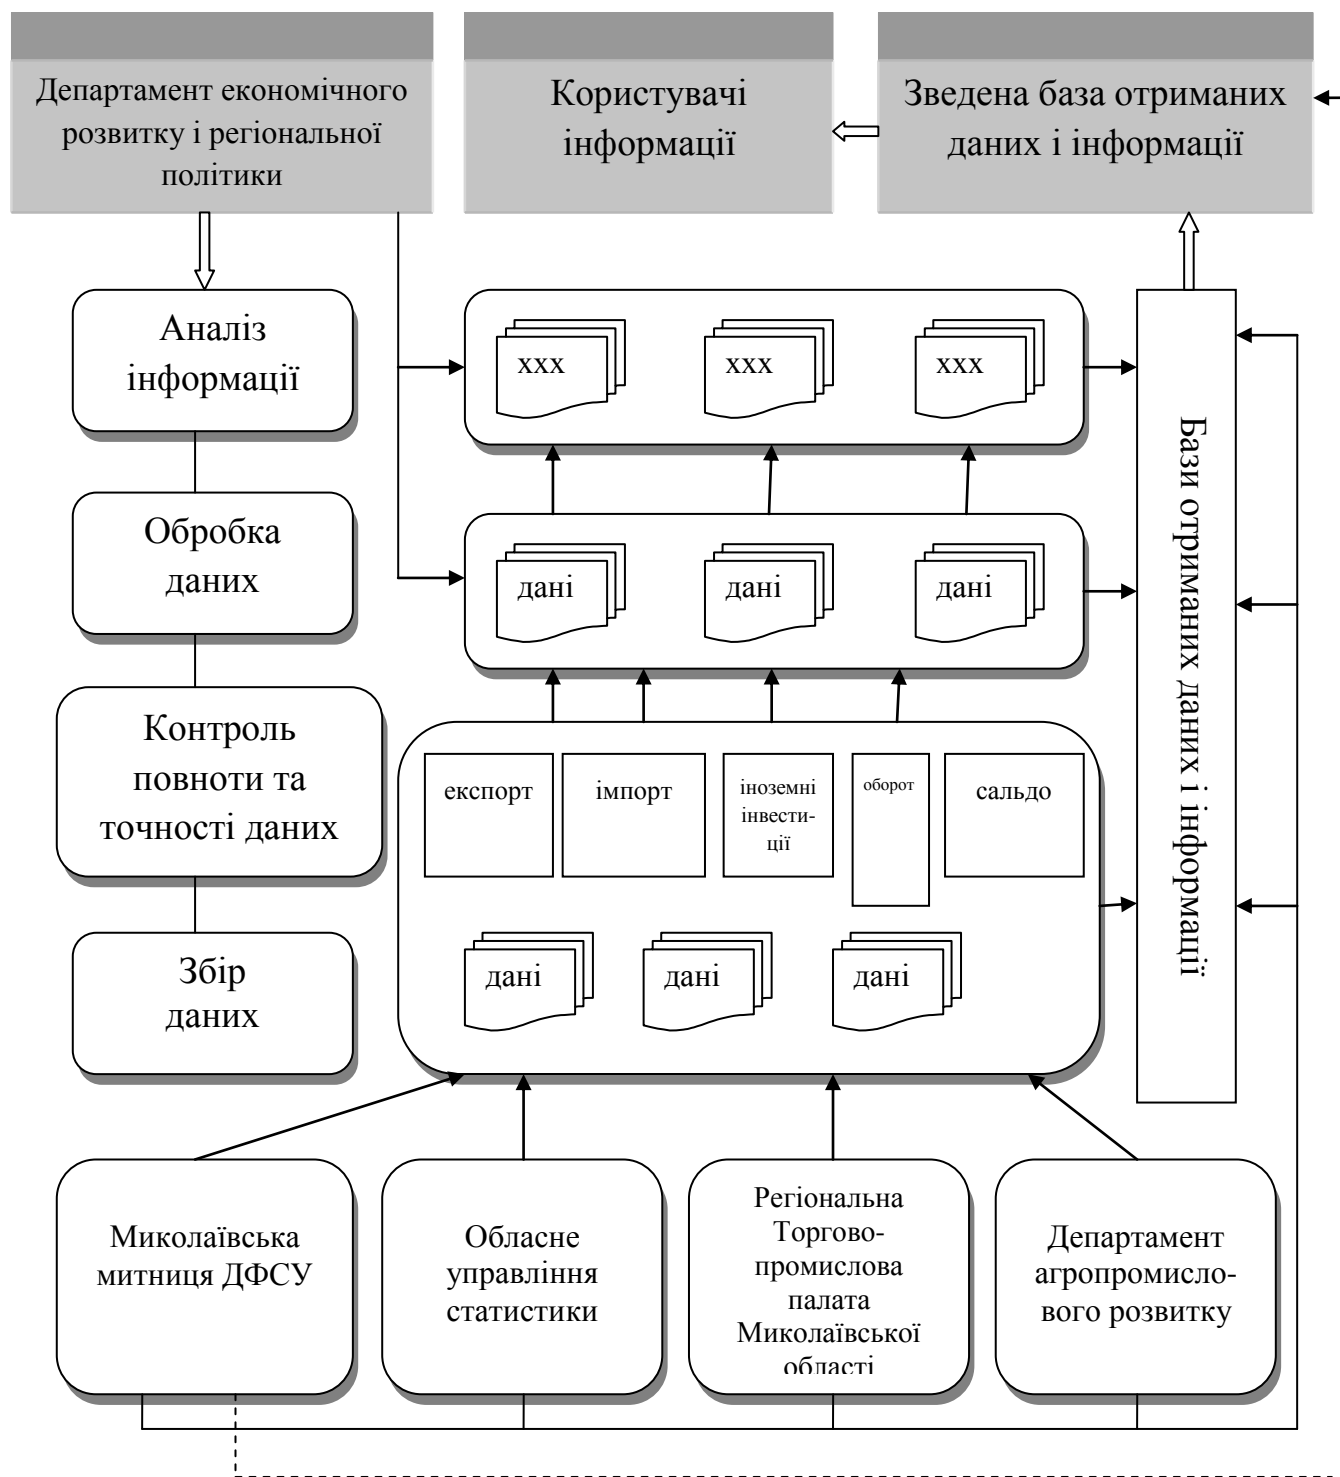 Департамент економічного
розвитку і регіональної
політики
Користувачі
інформації
Зведена база отриманих
даних і інформації
Аналіз
інформації
ххх
ххх
ххх
Обробка
даних
дані
дані
дані
Бази отриманих даних і інформації
Контроль
повноти та
точності даних
експорт
імпорт
іноземні
інвести-
ції
оборот
сальдо
Збір
даних
дані
дані
дані
Миколаївська
митниця ДФСУ
Обласне
управління
статистики
Регіональна
Торгово-
промислова
палата
Миколаївської
області
Департамент
агропромисло-
вого розвитку